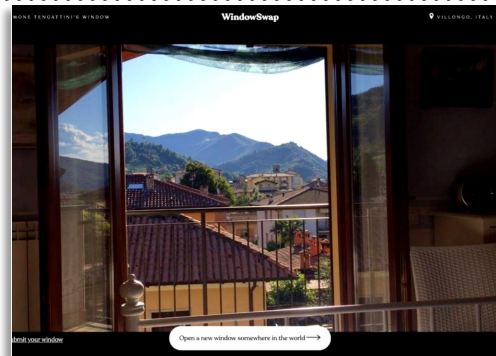 MONE TENGATTINI'S WINDOW
WindowSwap
VILLONGO, ITALY
bmit your window
Open a new window somewhere in the world